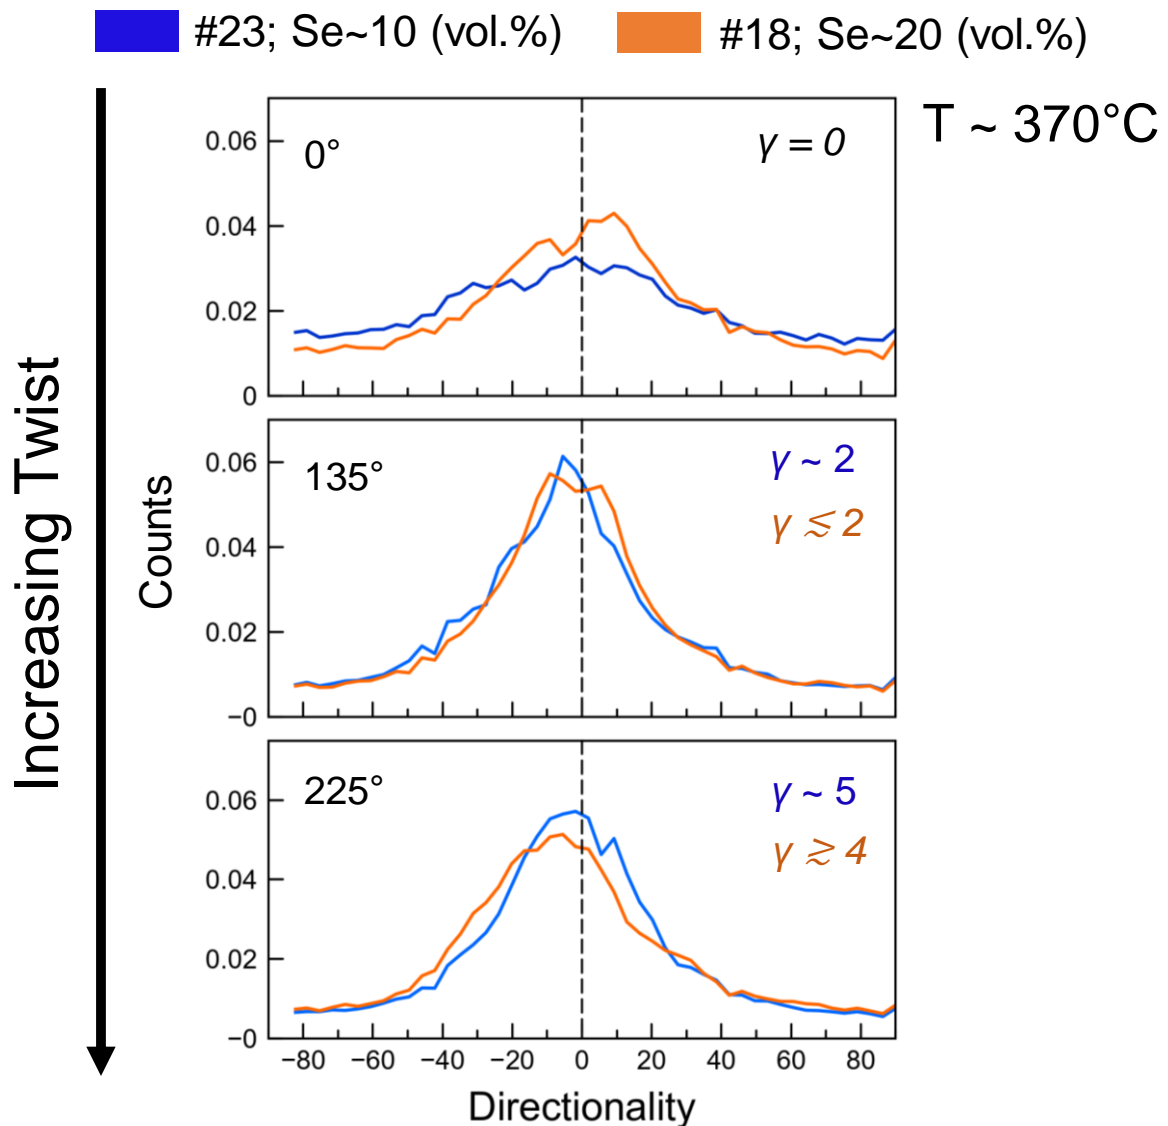 #23; Se~10 (vol.%)
#18; Se~20 (vol.%)
T ~ 370°C
Increasing Twist
Counts
0°
γ = 0
0.06
0.04
0.02
0
135°
γ ~ 2
γ ≲ 2
0.06
0.04
0.02
−0
225°
γ ~ 5
γ ≳ 4
0.06
0.04
0.02
−0
−80 −60 −40 −20 0 20 40 60 80
Directionality